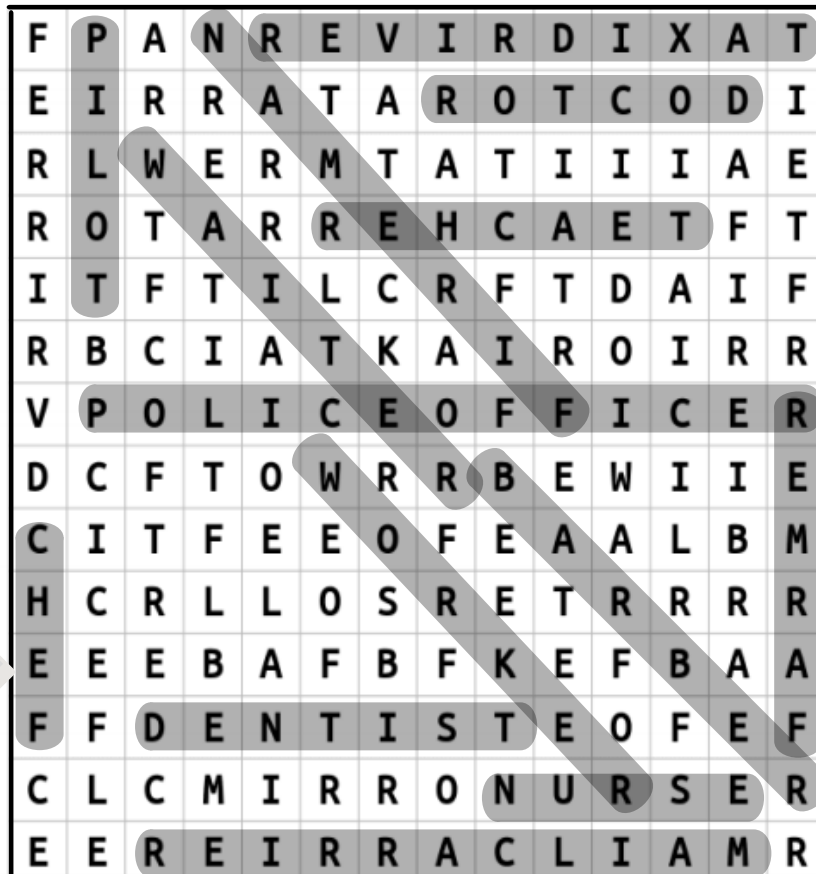 F P A N R E V I R D I X A T
E I R R A T A R O T C O D I
R L W E R M T A T I I I A E
R O T A R R E H C A E T F T
I T F T I L C R F T D A I F
R B C I A T K A I R O I R R
V P O L I C E O F F I C E R
D C F T O W R R B E W I I E
C I T F E E O F E A A L B M
H C R L L O S R E T R R R R
E E E B A F B F K E F B A A
F F D E N T I S T E O F E F
C L C M I R R O N U R S E R
E E R E I R R A C L I A M R